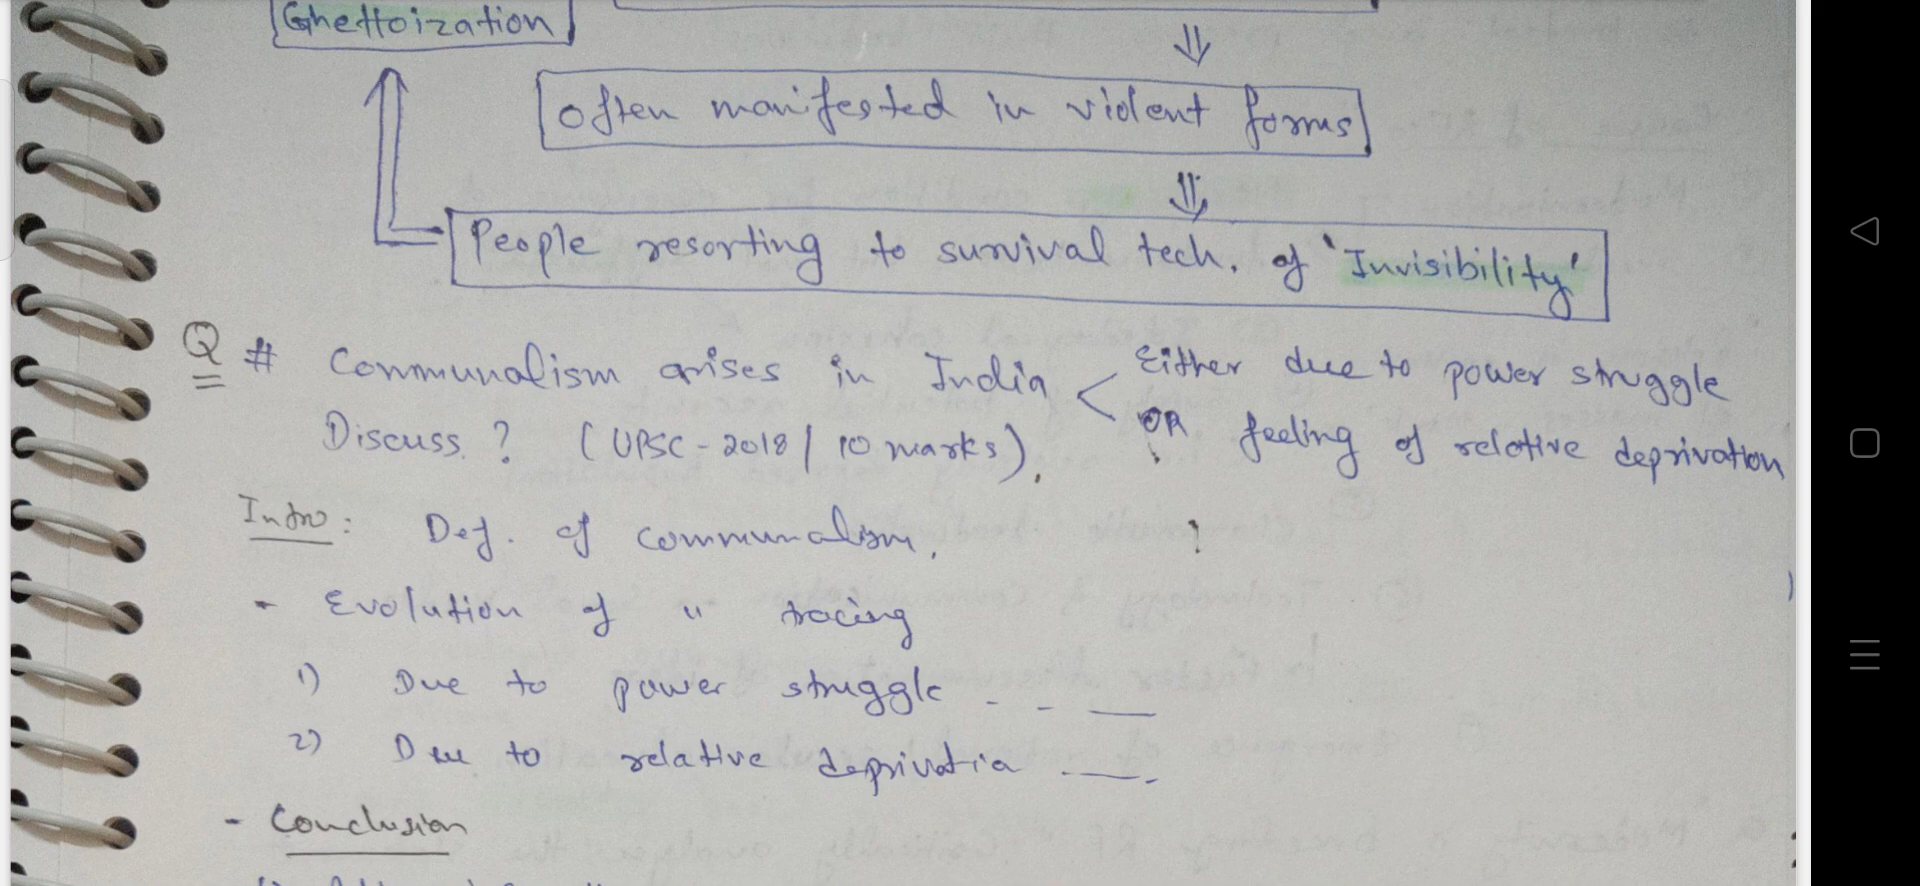 Ghettoization
often manifested in violent forms
People resorting to survival tech. of 'Invisibility'
Q # Communalism arises in India < Either due to power struggle
OR feeling of relative deprivation
Discuss. ? (UPSC - 2018 / 10 marks).
Intro: Def. of communalism.
- Evolution of " tracing
1) Due to power struggle - - —
2) Due to relative deprivatia - — -
- Conclusion